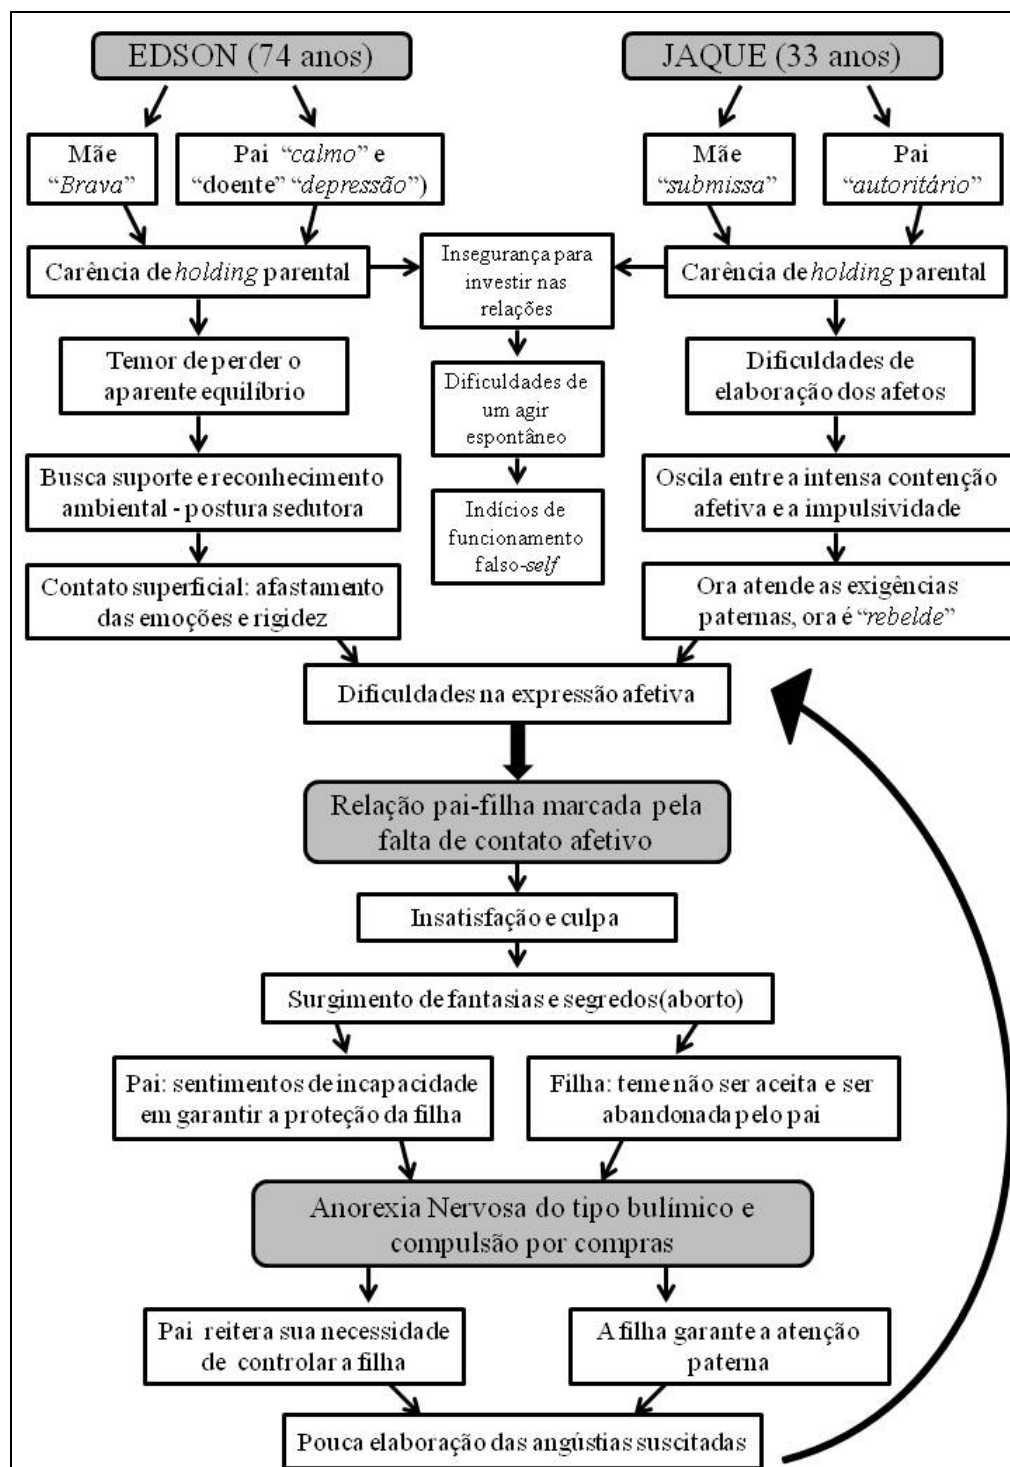 EDSON (74 anos)
JAQUE (33 anos)
Mãe
“Brava”
Pai “calmo” e
“doente” “depressão”)
Mãe
“submissa”
Pai
“autoritário”
Carência de holding parental
Insegurança para
investir nas
relações
Carência de holding parental
Temor de perder o
aparente equilíbrio
Dificuldades de
um agir
espontâneo
Dificuldades de
elaboração dos afetos
Busca suporte e reconhecimento
ambiental - postura sedutora
Indícios de
funcionamento
falso-self
Oscila entre a intensa contenção
afetiva e a impulsividade
Contato superficial: afastamento
das emoções e rigidez
Ora atende as exigências
paternas, ora é “rebelde”
Dificuldades na expressão afetiva
Relação pai-filha marcada pela
falta de contato afetivo
Insatisfação e culpa
Surgimento de fantasias e segredos(aborto)
Pai: sentimentos de incapacidade
em garantir a proteção da filha
Filha: teme não ser aceita e ser
abandonada pelo pai
Anorexia Nervosa do tipo bulímico e
compulsão por compras
Pai reitera sua necessidade
de controlar a filha
A filha garante a atenção
paterna
Pouca elaboração das angústias suscitadas